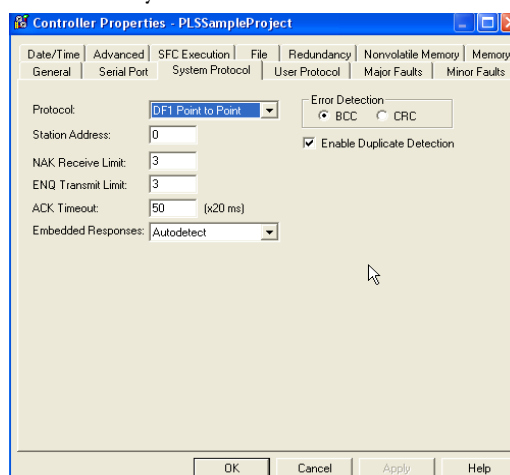 Controller Properties - PLSSampleProject
Date/Time Advanced SFC Execution File Redundancy Nonvolatile Memory Memory
General Serial Port System Protocol User Protocol Major Faults Minor Faults
Protocol: DF1 Point to Point
Error Detection
BCC CRC
Station Address: 0
Enable Duplicate Detection
NAK Receive Limit: 3
ENQ Transmit Limit: 3
ACK Timeout: 50 (x20 ms)
Embedded Responses: Autodetect
OK Cancel Apply Help